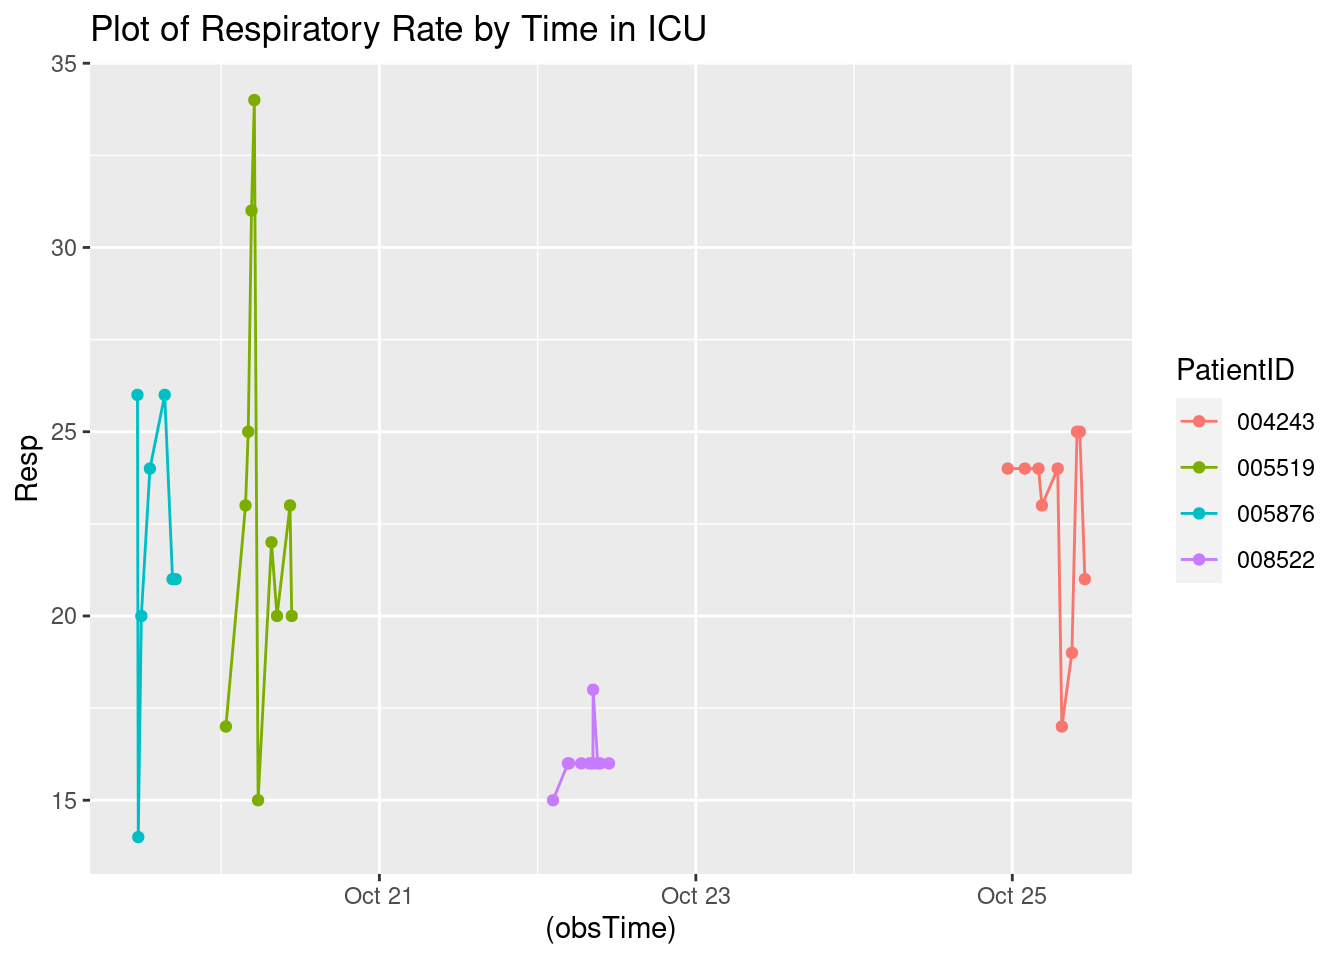 Plot of Respiratory Rate by Time in ICU
35
30
25
20
15
Resp
Oct 21
Oct 23
Oct 25
(obsTime)
PatientID
004243
005519
005876
008522